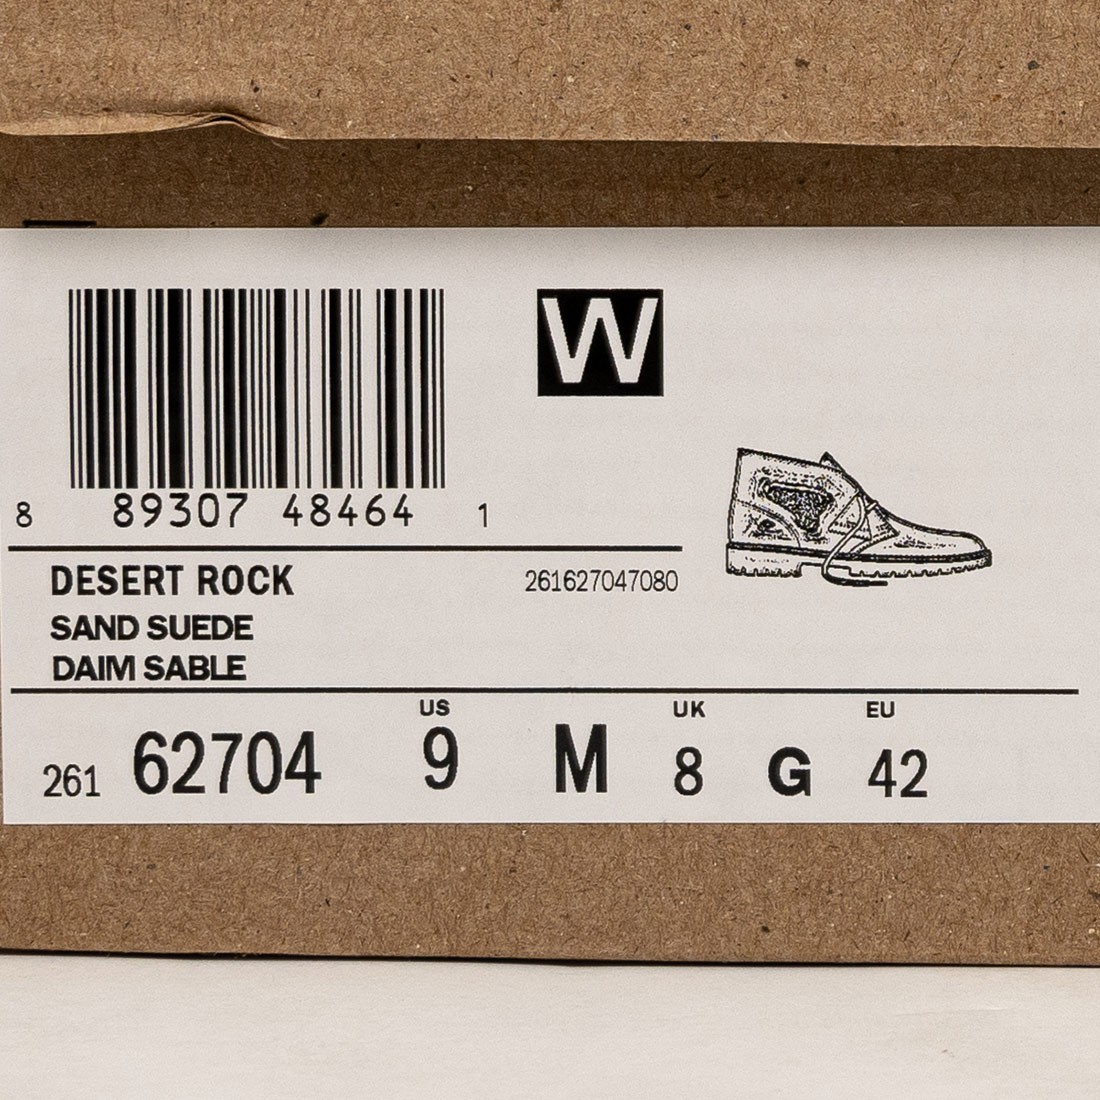 W
8 89307 48464 1
DESERT ROCK 261627047080
SAND SUEDE
DAIM SABLE
US UK EU
261 62704 9 M 8 G 42